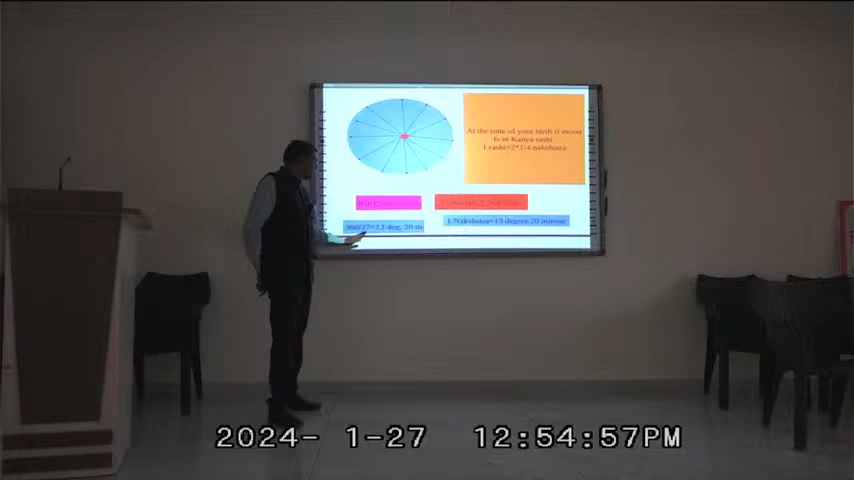 At the time of your birth if moon
is in Kanya rashi
1 rashi=2*1\4 nakshatra
360/27=13 deg. 20 m
1 Nakshatra=13 degree 20 minute
2024- 1-27 12:54:57PM